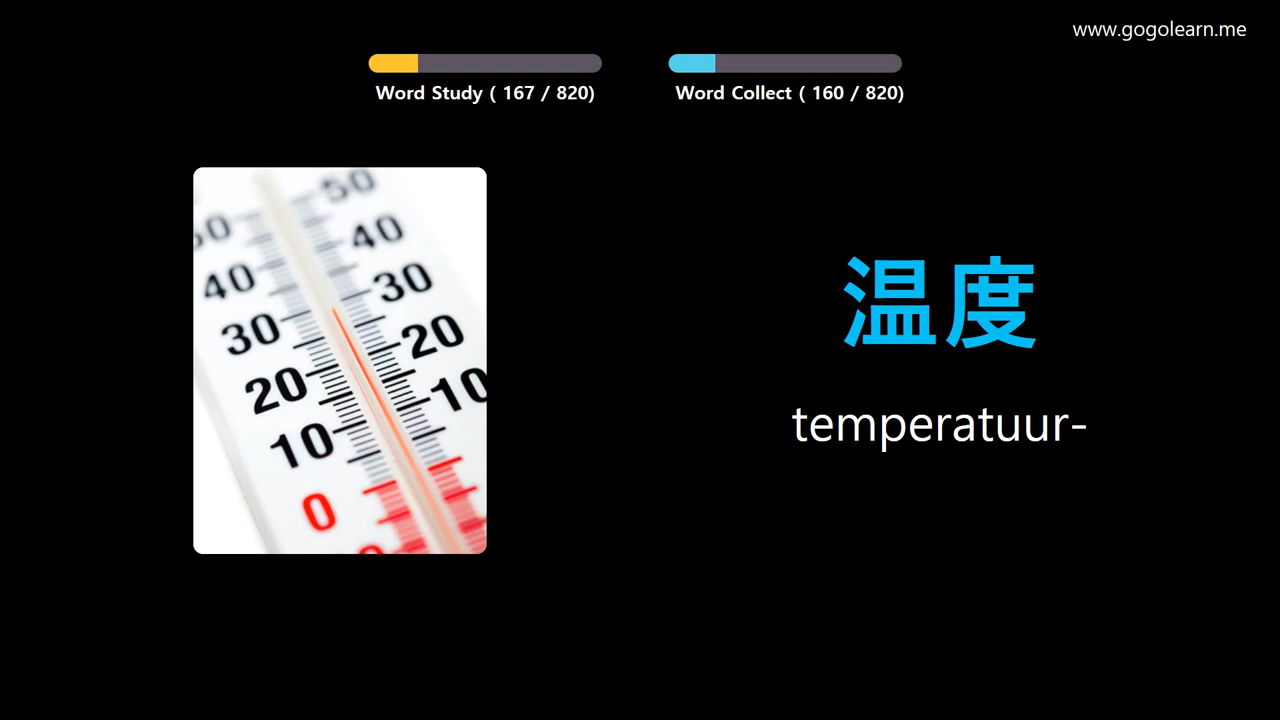 www.gogolearn.me
Word Study ( 167 / 820)
Word Collect ( 160 / 820)
50
50
40
40
30
30
20
20
10
10
0
温度
temperatuur-